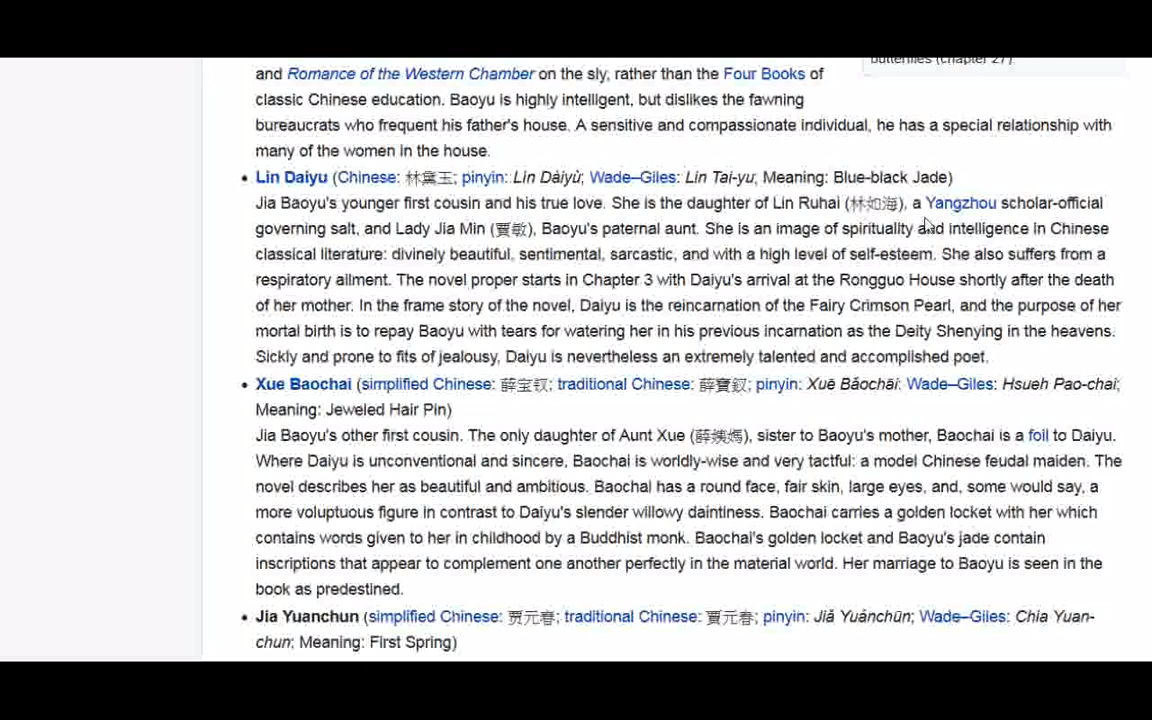 butterflies (chapter 27).
and Romance of the Western Chamber on the sly, rather than the Four Books of
classic Chinese education. Baoyu is highly intelligent, but dislikes the fawning
bureaucrats who frequent his father's house. A sensitive and compassionate individual, he has a special relationship with
many of the women in the house.
• Lin Daiyu (Chinese: 林黛玉; pinyin: Lín Dàiyù; Wade–Giles: Lin Tai-yu; Meaning: Blue-black Jade)
Jia Baoyu's younger first cousin and his true love. She is the daughter of Lin Ruhai (林如海), a Yangzhou scholar-official
governing salt, and Lady Jia Min (贾敏), Baoyu's paternal aunt. She is an image of spirituality and intelligence in Chinese
classical literature: divinely beautiful, sentimental, sarcastic, and with a high level of self-esteem. She also suffers from a
respiratory ailment. The novel proper starts in Chapter 3 with Daiyu's arrival at the Rongguo House shortly after the death
of her mother. In the frame story of the novel, Daiyu is the reincarnation of the Fairy Crimson Pearl, and the purpose of her
mortal birth is to repay Baoyu with tears for watering her in his previous incarnation as the Deity Shenying in the heavens.
Sickly and prone to fits of jealousy, Daiyu is nevertheless an extremely talented and accomplished poet.
• Xue Baochai (simplified Chinese: 薛宝钗; traditional Chinese: 薛寶釵; pinyin: Xuē Bǎochāi; Wade–Giles: Hsueh Pao-chai;
Meaning: Jeweled Hair Pin)
Jia Baoyu's other first cousin. The only daughter of Aunt Xue (薛姨媽), sister to Baoyu's mother, Baochai is a foil to Daiyu.
Where Daiyu is unconventional and sincere, Baochai is worldly-wise and very tactful: a model Chinese feudal maiden. The
novel describes her as beautiful and ambitious. Baochai has a round face, fair skin, large eyes, and, some would say, a
more voluptuous figure in contrast to Daiyu's slender willowy daintiness. Baochai carries a golden locket with her which
contains words given to her in childhood by a Buddhist monk. Baochai's golden locket and Baoyu's jade contain
inscriptions that appear to complement one another perfectly in the material world. Her marriage to Baoyu is seen in the
book as predestined.
• Jia Yuanchun (simplified Chinese: 贾元春; traditional Chinese: 賈元春; pinyin: Jiǎ Yuánchūn; Wade–Giles: Chia Yuan-
chun; Meaning: First Spring)